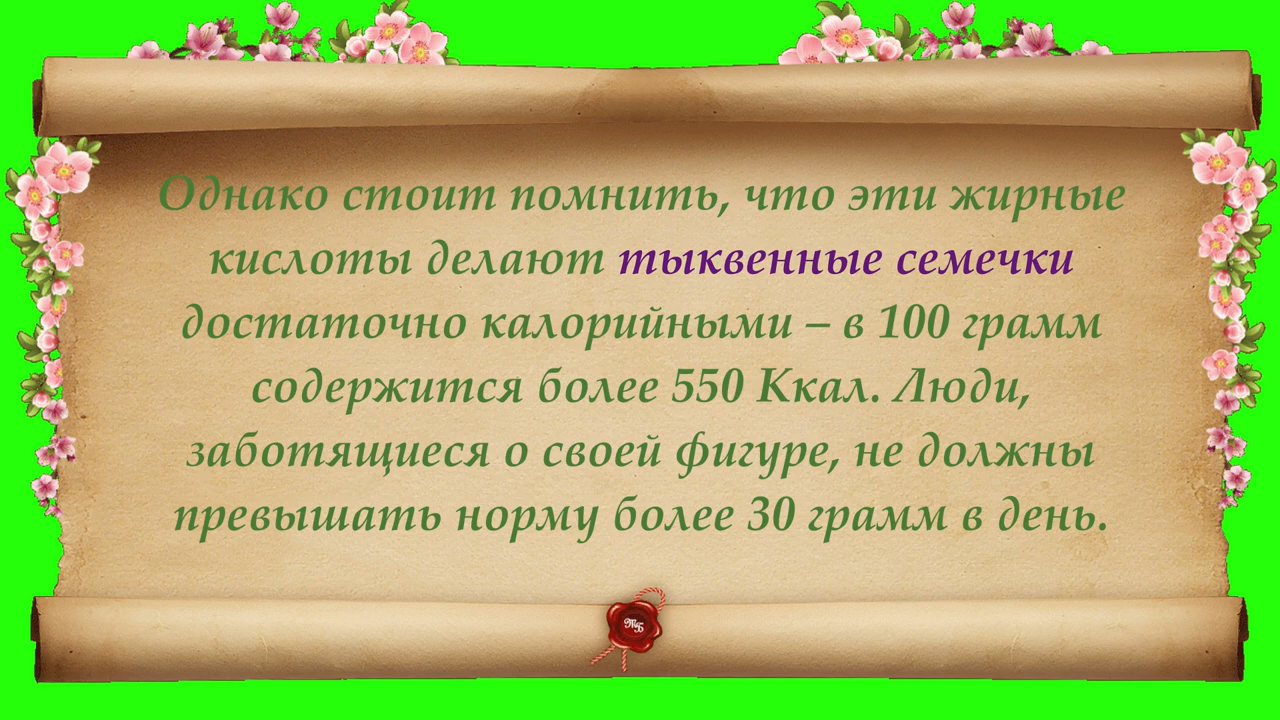 Однако стоит помнить, что эти жирные
кислоты делают тыквенные семечки
достаточно калорийными – в 100 грамм
содержится более 550 Ккал. Люди,
заботящиеся о своей фигуре, не должны
превышать норму более 30 грамм в день.